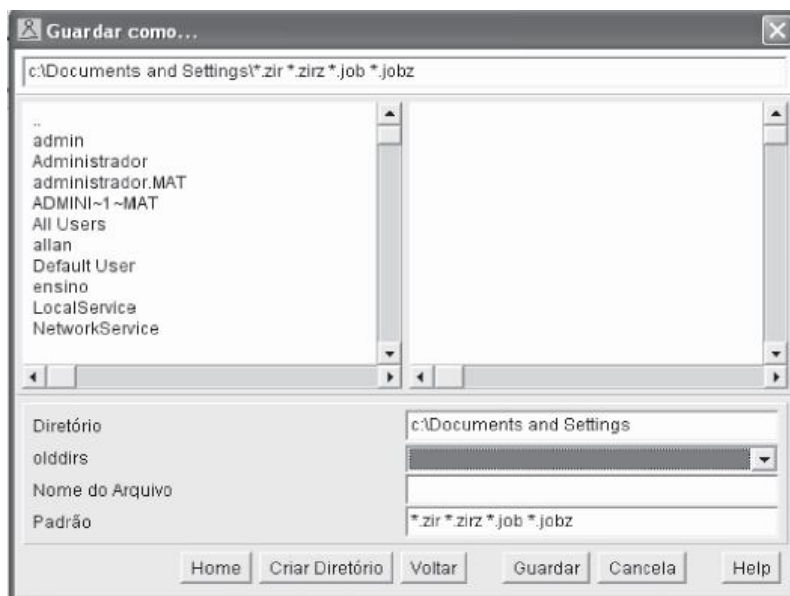 Guardar como...
c:\Documents and Settings\*.zir *.zirz *.job *.jobz
..
admin
Administrador
administrador.MAT
ADMINI~1~MAT
All Users
allan
Default User
ensino
LocalService
NetworkService
Diretório c:\Documents and Settings
olddirs
Nome do Arquivo
Padrão *.zir *.zirz *.job *.jobz
Home Criar Diretório Voltar Guardar Cancela Help